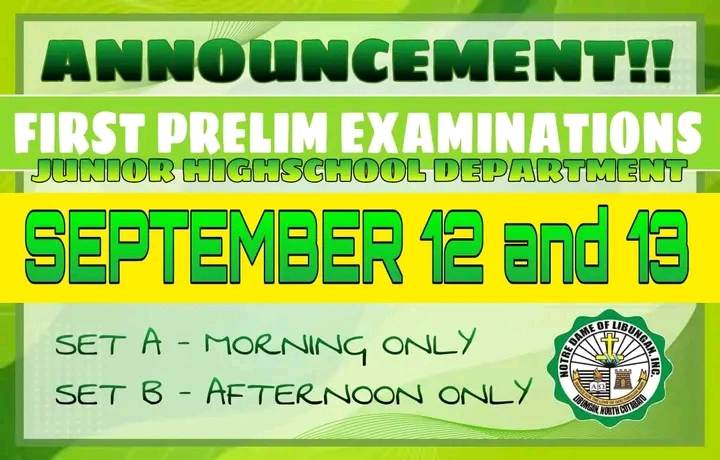 ANNOUNCEMENT!!
FIRST PRELIM EXAMINATIONS
JUNIOR HIGHSCHOOL DEPARTMENT
SEPTEMBER 12 and 13
SET A - MORNING ONLY
SET B - AFTERNOON ONLY
NOTRE DAME OF LIBUNGAN, INC.
LIBUNGAN, NORTH COTABATO